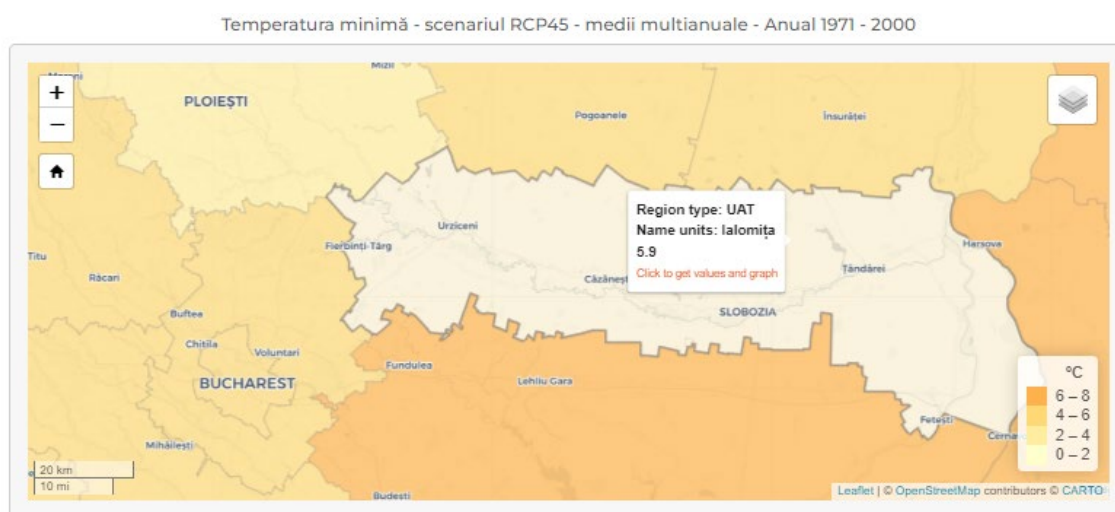 Temperatura minimă - scenariul RCP45 - medii multianuale - Anual 1971 - 2000
Mizil
+
PLOIEȘTI
−
Pogoanele
Însurăței
Region type: UAT
Name units: Ialomița
5.9
Click to get values and graph
Urziceni
Fierbinți-Târg
Harsova
Titu
Țăndărei
Răcari
SLOBOZIA
Buftea
Chitila
Voluntari
Fundulea
BUCHAREST
Lehliu Gara
°C
6 – 8
4 – 6
2 – 4
0 – 2
Fetești
Mihăilești
20 km
10 mi
Budești
Leaflet | © OpenStreetMap contributors © CARTO